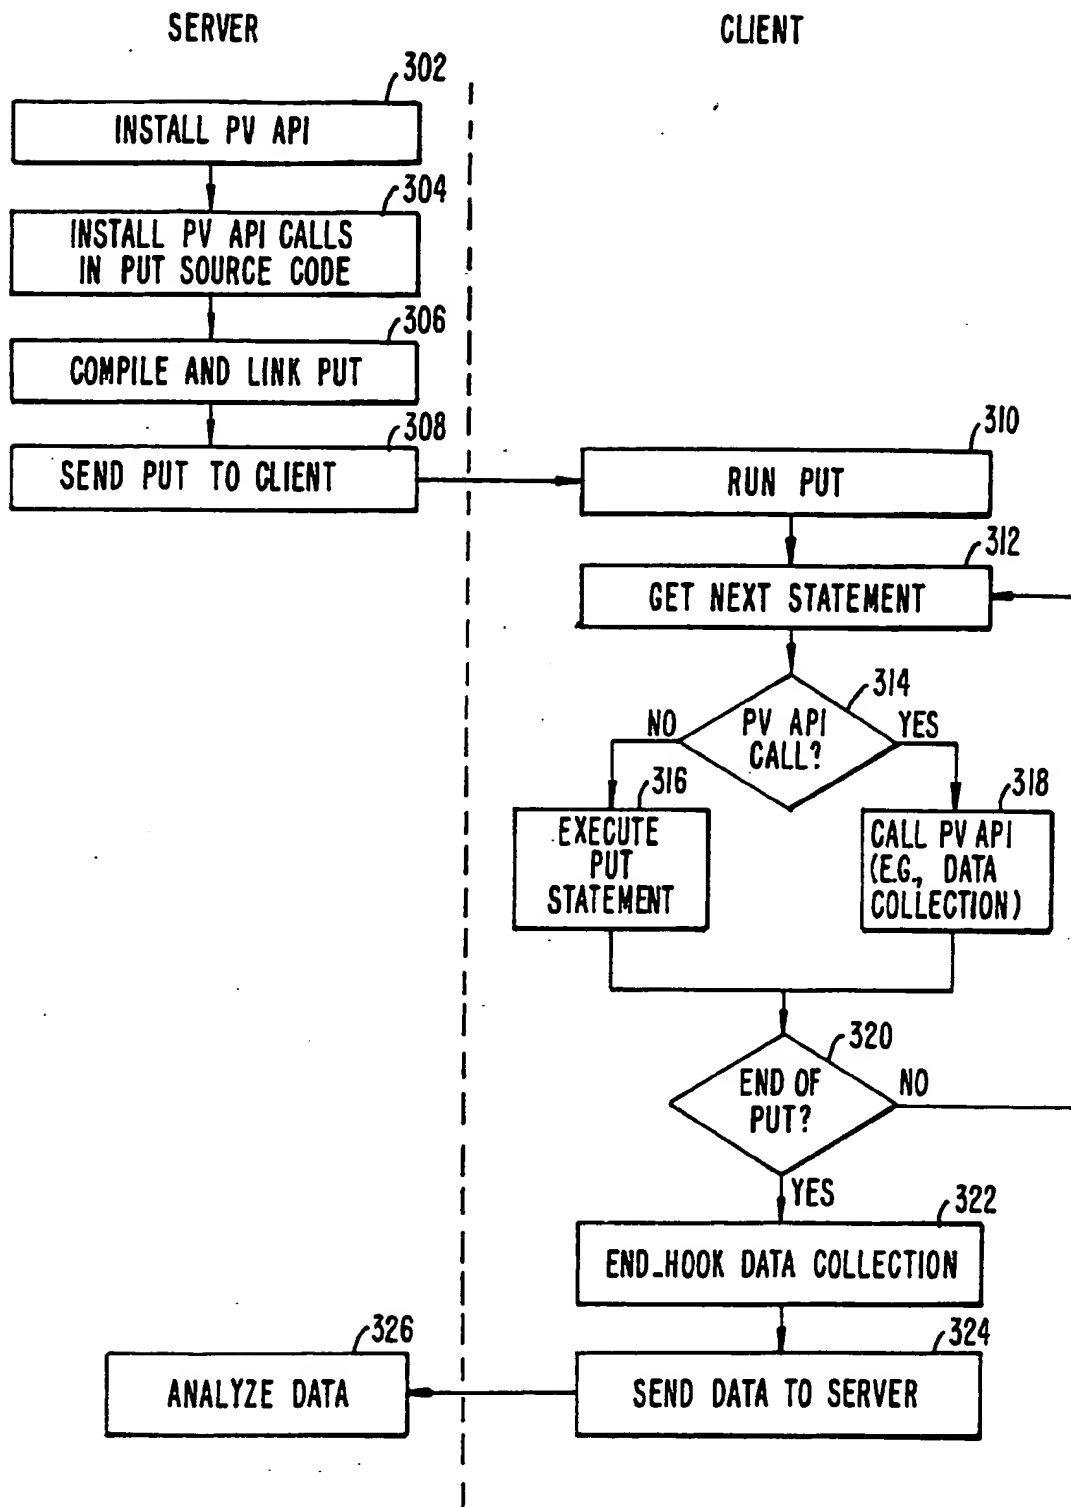 SERVER
CLIENT
302
INSTALL PV API
304
INSTALL PV API CALLS
IN PUT SOURCE CODE
306
COMPILE AND LINK PUT
308
SEND PUT TO CLIENT
310
RUN PUT
312
GET NEXT STATEMENT
314
PV API
CALL?
NO
YES
316
EXECUTE
PUT
STATEMENT
318
CALL PV API
(E.G., DATA
COLLECTION)
320
END OF
PUT?
NO
YES
322
END_HOOK DATA COLLECTION
324
SEND DATA TO SERVER
326
ANALYZE DATA